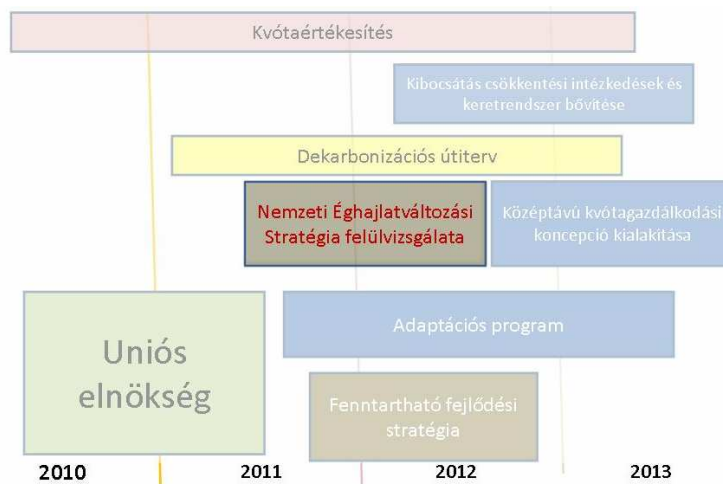 Kvótaértékesítés
Kibocsátás csökkentési intézkedések és
keretrendszer bővítése
Dekarbonizációs útiterv
Nemzeti Éghajlatváltozási
Stratégia felülvizsgálata
Középtávú kvótagazdálkodási
koncepció kialakítása
Uniós
elnökség
Adaptációs program
Fenntartható fejlődési
stratégia
2010 2011 2012 2013